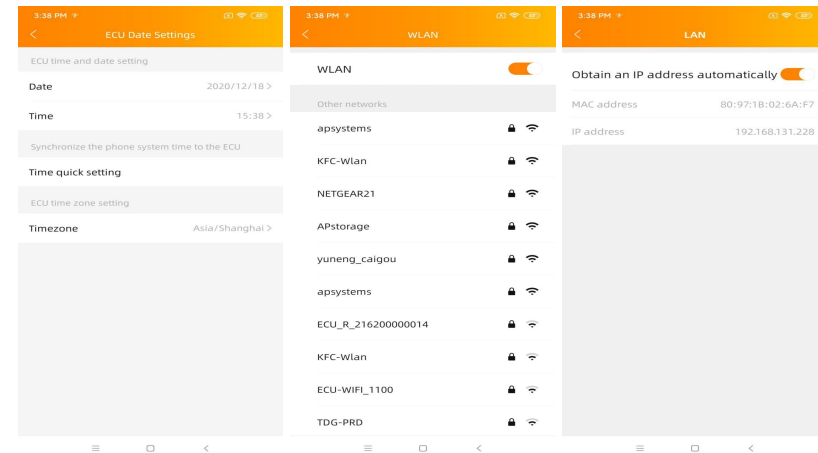 3:38 PM
ECU Date Settings
ECU time and date setting
Date 2020/12/18 >
Time 15:38 >
Synchronize the phone system time to the ECU
Time quick setting
ECU time zone setting
Timezone Asia/Shanghai >
3:38 PM
WLAN
WLAN
Other networks
apsystems
KFC-Wlan
NETGEAR21
APstorage
yuneng_caigou
apsystems
ECU_R_216200000014
KFC-Wlan
ECU-WIFI_1100
TDG-PRD
3:38 PM
LAN
Obtain an IP address automatically
MAC address 80:97:1B:02:6A:F7
IP address 192.168.131.228